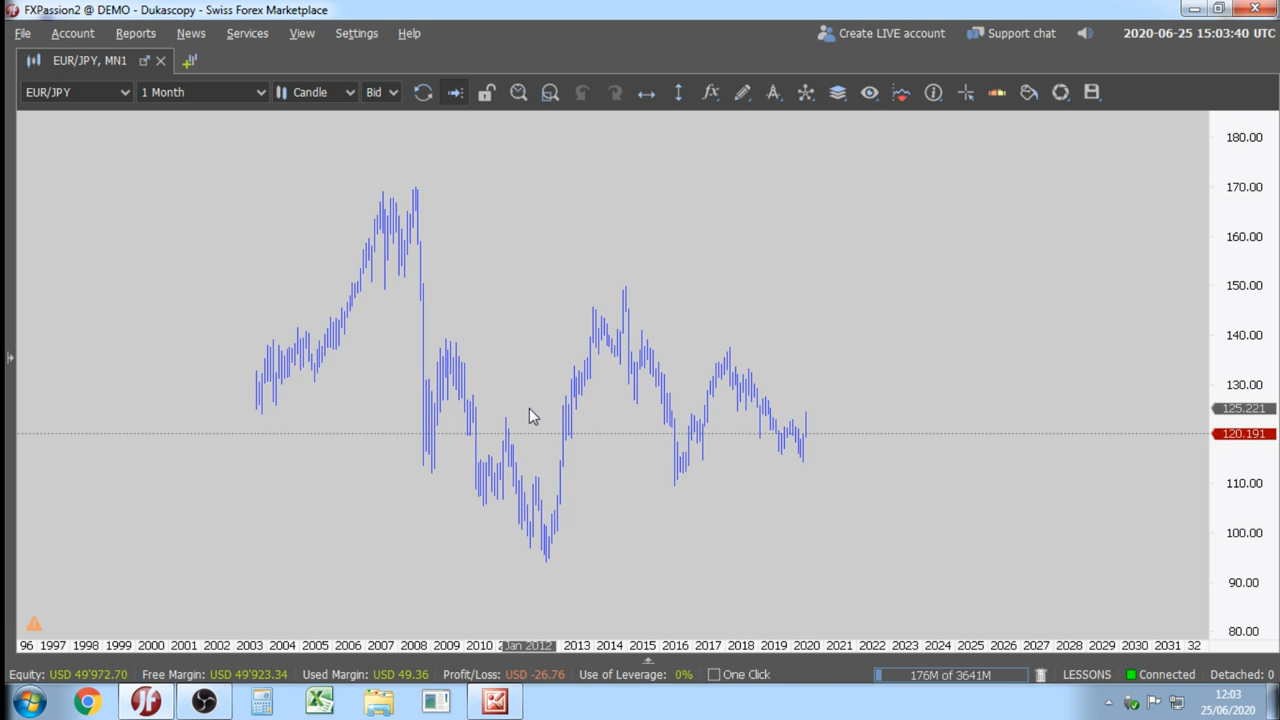 FXPassion2 @ DEMO - Dukascopy - Swiss Forex Marketplace
File Account Reports News Services View Settings Help Create LIVE account Support chat 2020-06-25 15:03:40 UTC
EUR/JPY, MN1
EUR/JPY 1 Month Candle Bid
180.00
170.00
160.00
150.00
140.00
130.00
125.221
120.191
110.00
100.00
90.00
80.00
96 1997 1998 1999 2000 2001 2002 2003 2004 2005 2006 2007 2008 2009 2010 Jan 2012 2013 2014 2015 2016 2017 2018 2019 2020 2021 2022 2023 2024 2025 2026 2027 2028 2029 2030 2031 32
Equity: USD 49'972.70 Free Margin: USD 49'923.34 Used Margin: USD 49.36 Profit/Loss: USD -26.76 Use of Leverage: 0% One Click 176M of 3641M LESSONS Connected Detached: 0
12:03
25/06/2020